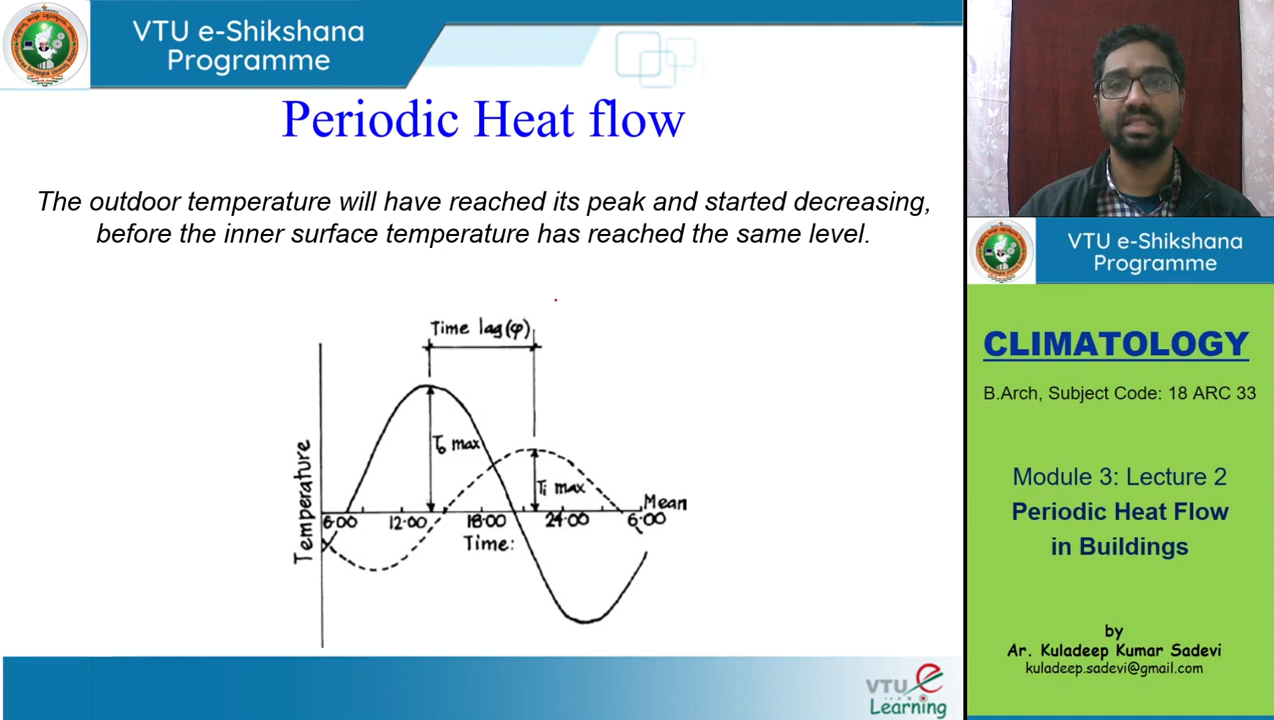 VTU e-Shikshana
Programme
Periodic Heat flow
The outdoor temperature will have reached its peak and started decreasing,
before the inner surface temperature has reached the same level.
Time lag(φ)
To max
Ti max
Mean
Temperature
6:00 12:00 18:00 24:00 6:00
Time:
VTU e
Learning
VTU e-Shikshana
Programme
CLIMATOLOGY
B.Arch, Subject Code: 18 ARC 33
Module 3: Lecture 2
Periodic Heat Flow
in Buildings
by
Ar. Kuladeep Kumar Sadevi
kuladeep.sadevi@gmail.com